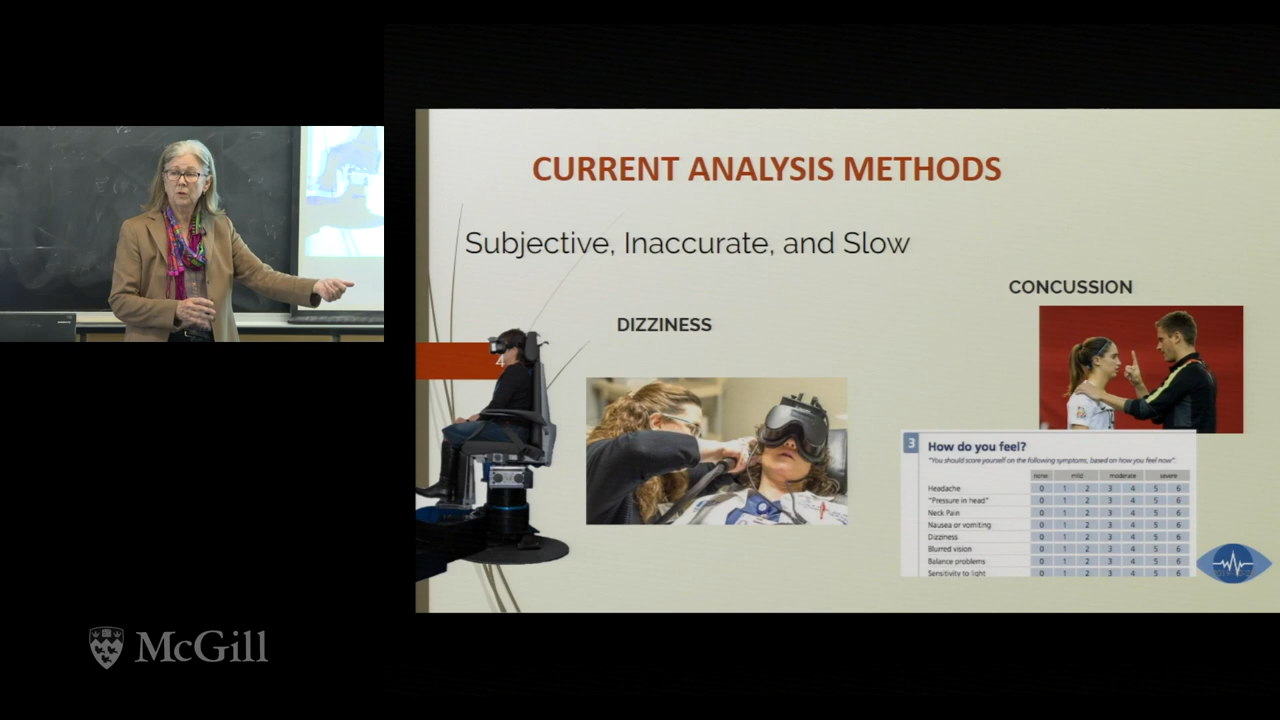 CURRENT ANALYSIS METHODS
Subjective, Inaccurate, and Slow
CONCUSSION
DIZZINESS
4
3 How do you feel?
"You should score yourself on the following symptoms, based on how you feel now".
none mild moderate severe
Headache 0 1 2 3 4 5 6
"Pressure in head" 0 1 2 3 4 5 6
Neck Pain 0 1 2 3 4 5 6
Nausea or vomiting 0 1 2 3 4 5 6
Dizziness 0 1 2 3 4 5 6
Blurred vision 0 1 2 3 4 5 6
Balance problems 0 1 2 3 4 5 6
Sensitivity to light 0 1 2 3 4 5 6
McGill